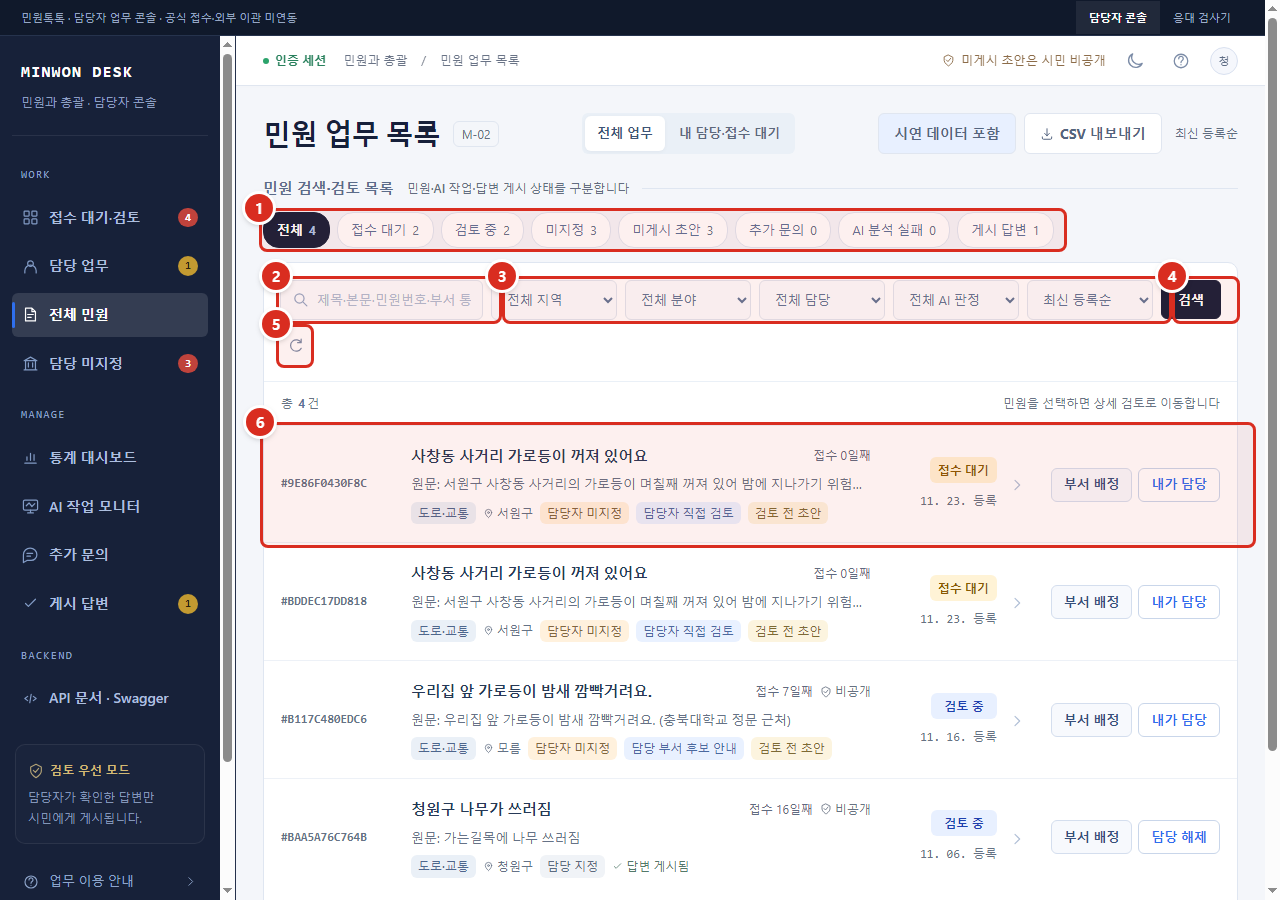 민원톡톡 · 담당자 업무 콘솔 · 공식 접수·외부 이관 미연동
담당자 콘솔 응대 검사기
MINWON DESK
민원과 총괄 · 담당자 콘솔
WORK
접수 대기·검토 4
담당 업무 1
전체 민원
담당 미지정 3
MANAGE
통계 대시보드
AI 작업 모니터
추가 문의
게시 답변 1
BACKEND
API 문서 · Swagger
검토 우선 모드
담당자가 확인한 답변만
시민에게 게시됩니다.
업무 이용 안내
인증 세션 민원과 총괄 / 민원 업무 목록
미게시 초안은 시민 비공개 청
민원 업무 목록 M-02 전체 업무 내 담당·접수 대기 시연 데이터 포함 CSV 내보내기 최신 등록순
민원 검색·검토 목록 민원·AI 작업·답변 게시 상태를 구분합니다
1
전체 4 접수 대기 2 검토 중 2 미지정 3 미게시 초안 3 추가 문의 0 AI 분석 실패 0 게시 답변 1
2 3 4
제목·본문·민원번호·부서 통 전체 지역 전체 분야 전체 담당 전체 AI 판정 최신 등록순 검색
5
총 4건 민원을 선택하면 상세 검토로 이동합니다
6
#9E86F0430F8C
사창동 사거리 가로등이 꺼져 있어요 접수 0일째
원문: 서원구 사창동 사거리의 가로등이 며칠째 꺼져 있어 밤에 지나가기 위험...
도로·교통 서원구 담당자 미지정 담당자 직접 검토 검토 전 초안
접수 대기
11. 23. 등록
부서 배정 내가 담당
#BDDEC17DD818
사창동 사거리 가로등이 꺼져 있어요 접수 0일째
원문: 서원구 사창동 사거리의 가로등이 며칠째 꺼져 있어 밤에 지나가기 위험...
도로·교통 서원구 담당자 미지정 담당자 직접 검토 검토 전 초안
접수 대기
11. 23. 등록
부서 배정 내가 담당
#B117C480EDC6
우리집 앞 가로등이 밤새 깜빡거려요. 접수 7일째 비공개
원문: 우리집 앞 가로등이 밤새 깜빡거려요. (충북대학교 정문 근처)
도로·교통 모름 담당자 미지정 담당 부서 후보 안내 검토 전 초안
검토 중
11. 16. 등록
부서 배정 내가 담당
#BAA5A76C764B
청원구 나무가 쓰러짐 접수 16일째 비공개
원문: 가는길목에 나무 쓰러짐
도로·교통 청원구 담당 지정 답변 게시됨
검토 중
11. 06. 등록
부서 배정 담당 해제